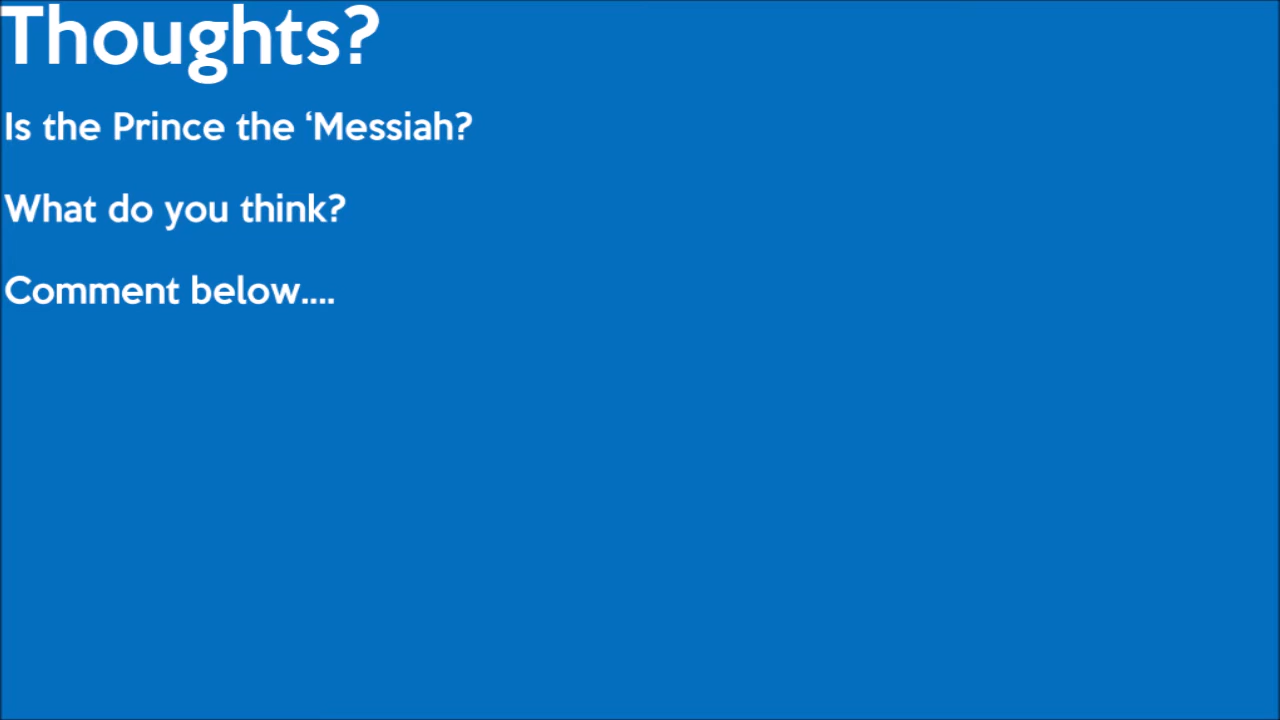 Thoughts?
Is the Prince the ‘Messiah?
What do you think?
Comment below....